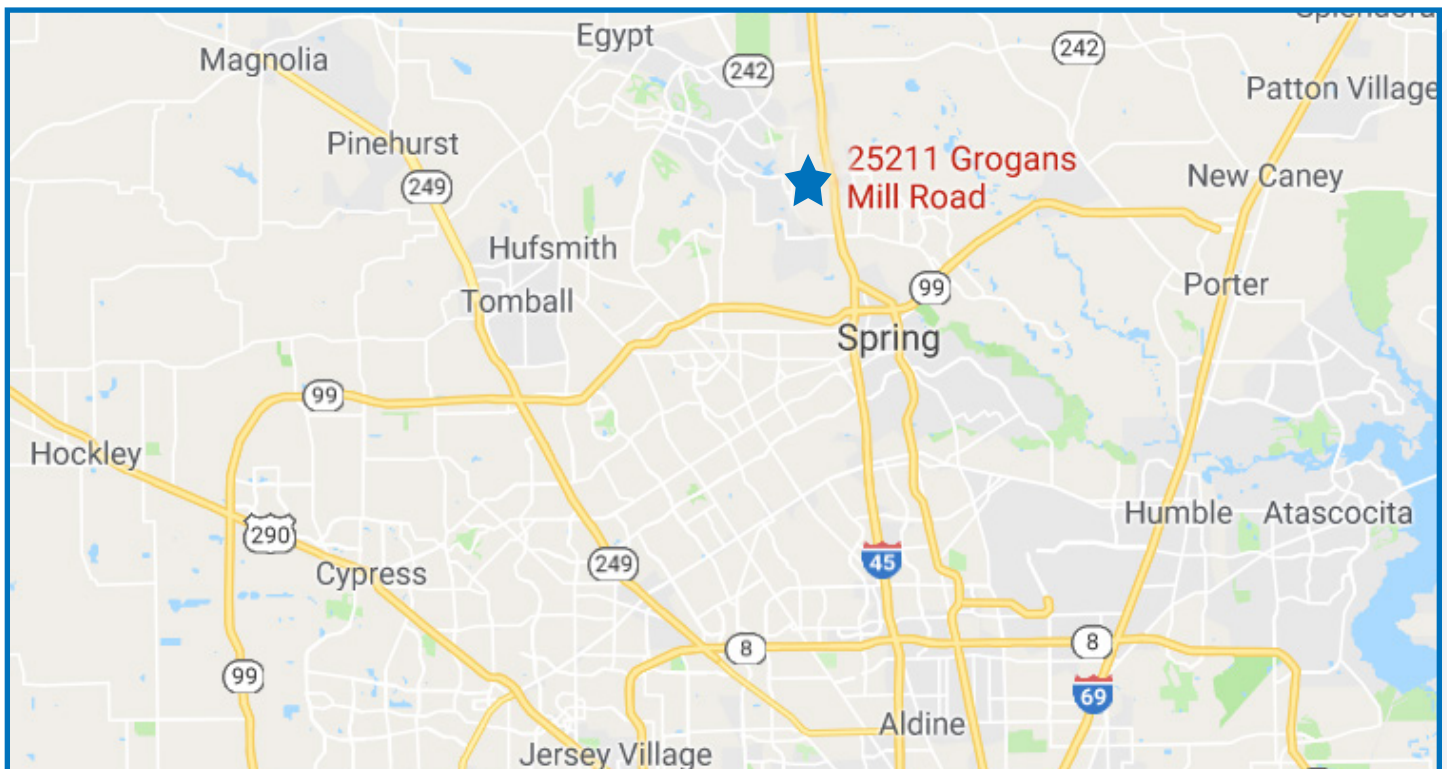 Splendora
Egypt
242
Magnolia
242
Patton Village
Pinehurst
25211 Grogans
Mill Road
249
New Caney
Hufsmith
99
Porter
Tomball
Spring
99
Hockley
Humble
Atascocita
290
45
249
Cypress
8
8
99
69
Aldine
Jersey Village